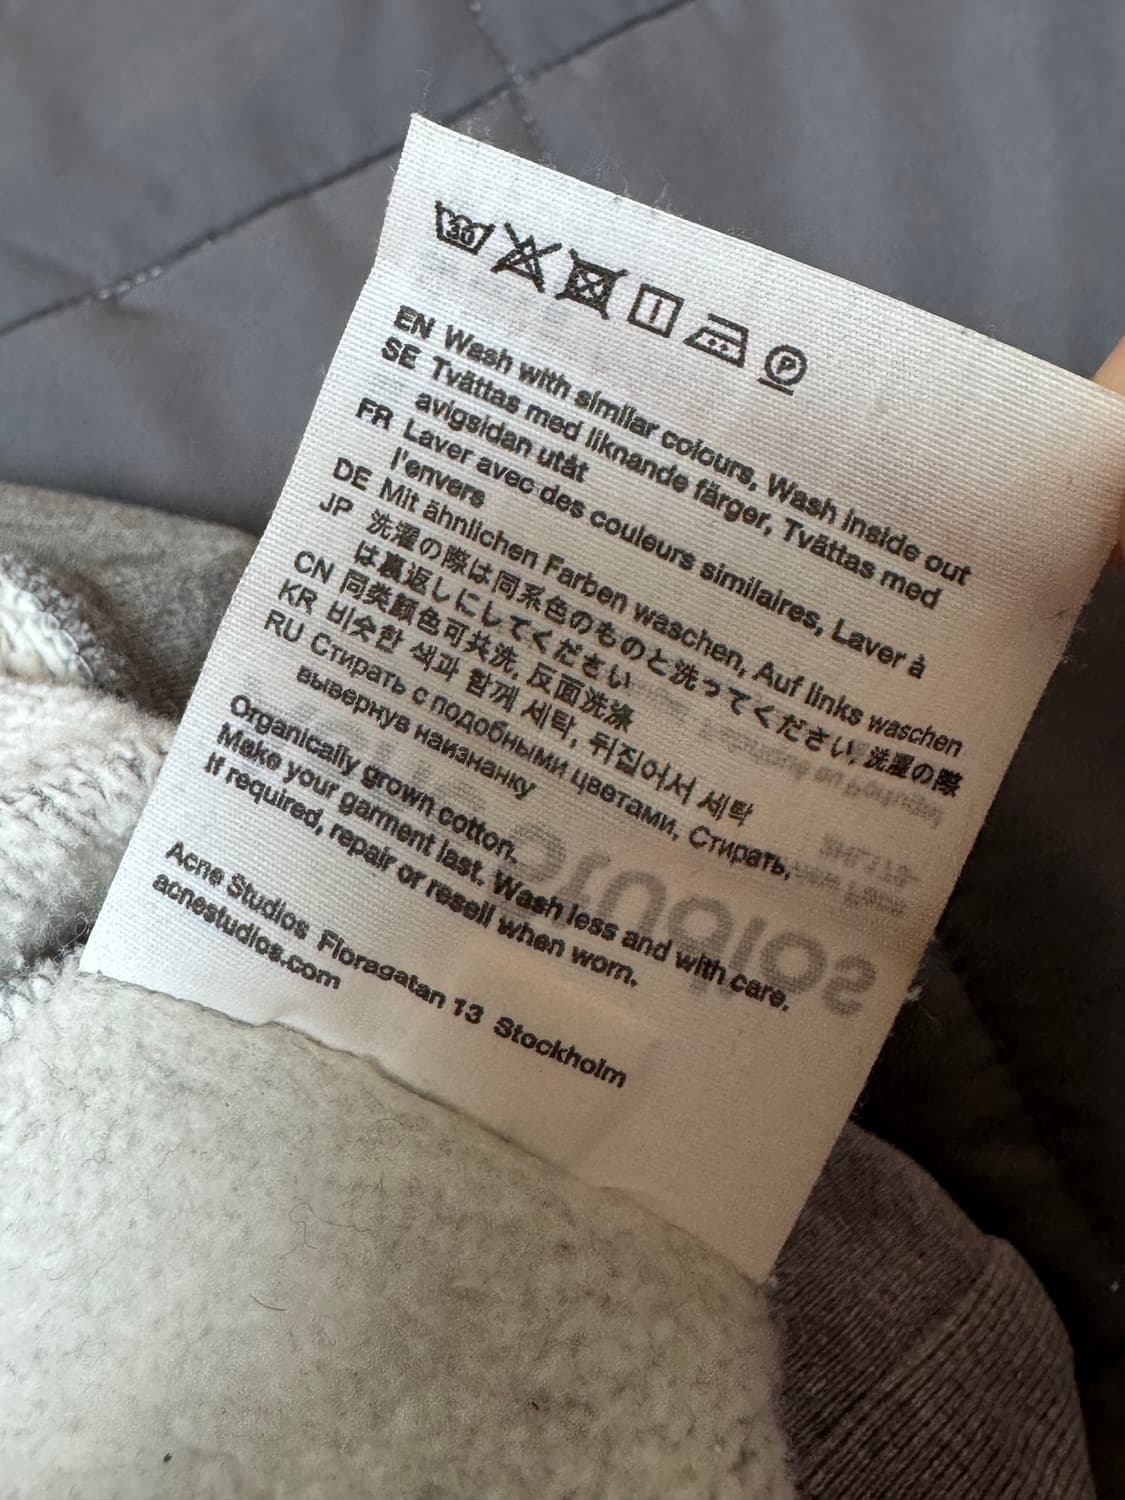 30
P
EN Wash with similar colours, Wash inside out
SE Tvättas med liknande färger, Tvättas med
avigsidan utåt
FR Laver avec des couleurs similaires, Laver à
l'envers
DE Mit ähnlichen Farben waschen, Auf links waschen
JP 洗濯の際は同系色のものと洗ってください, 洗濯の際
は裏返しにしてください
CN 同类颜色可共洗, 反面洗涤
KR 비슷한 색과 함께 세탁, 뒤집어서 세탁
RU Стирать с подобными цветами, Стирать,
вывернув наизнанку
Organically grown cotton.
Make your garment last. Wash less and with care.
If required, repair or resell when worn.
Acne Studios Floragatan 13 Stockholm
acnestudios.com